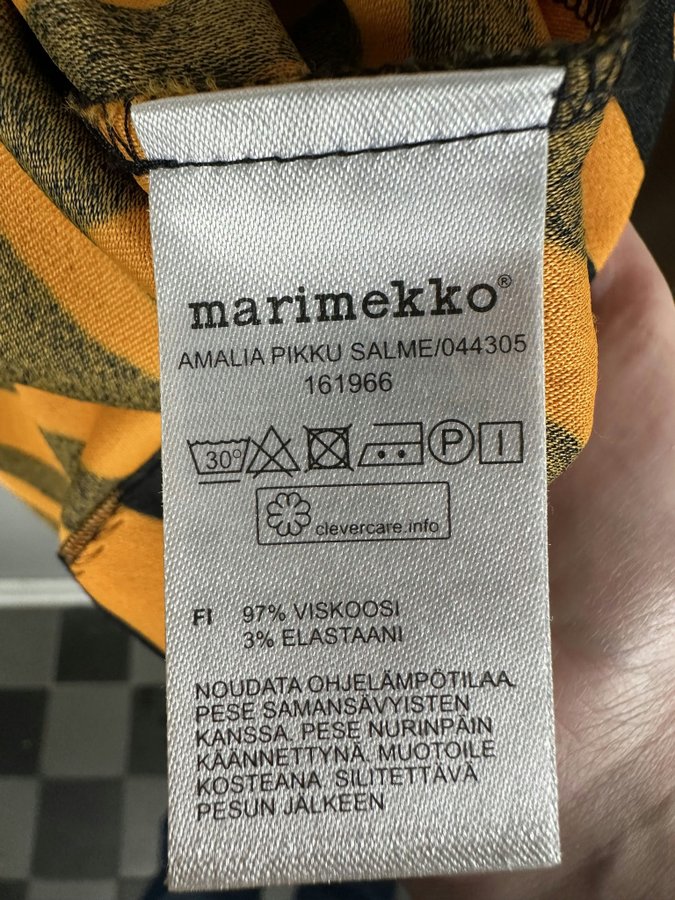 marimekko®
AMALIA PIKKU SALME/044305
161966
30° P I
clevercare.info
FI 97% VISKOOSI
3% ELASTAANI
NOUDATA OHJELÄMPÖTILAA.
PESE SAMANSÄVYISTEN
KANSSA. PESE NURINPÄIN
KÄÄNNETTYNÄ. MUOTOILE
KOSTEANA. SILITETTÄVÄ
PESUN JÄLKEEN